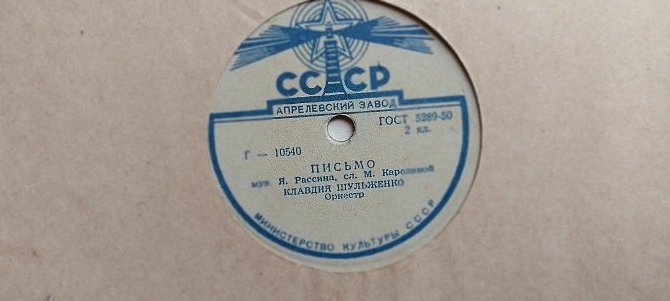 СССР
АПРЕЛЕВСКИЙ ЗАВОД
ГОСТ 5289-50
2 кл.
Г — 10540
ПИСЬМО
муз. Я. Рассина, сл. М. Карелиной
КЛАВДИЯ ШУЛЬЖЕНКО
Оркестр
МИНИСТЕРСТВО КУЛЬТУРЫ СССР